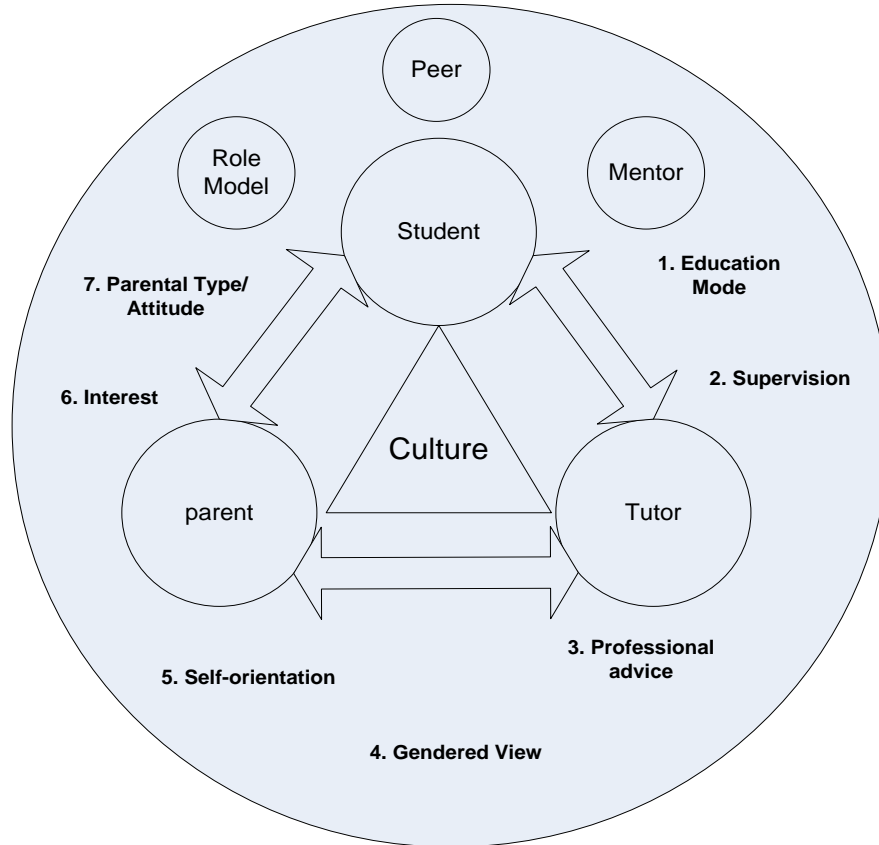 Peer
Role
Model
Mentor
Student
1. Education
Mode
7. Parental Type/
Attitude
2. Supervision
6. Interest
Culture
parent
Tutor
3. Professional
advice
5. Self-orientation
4. Gendered View